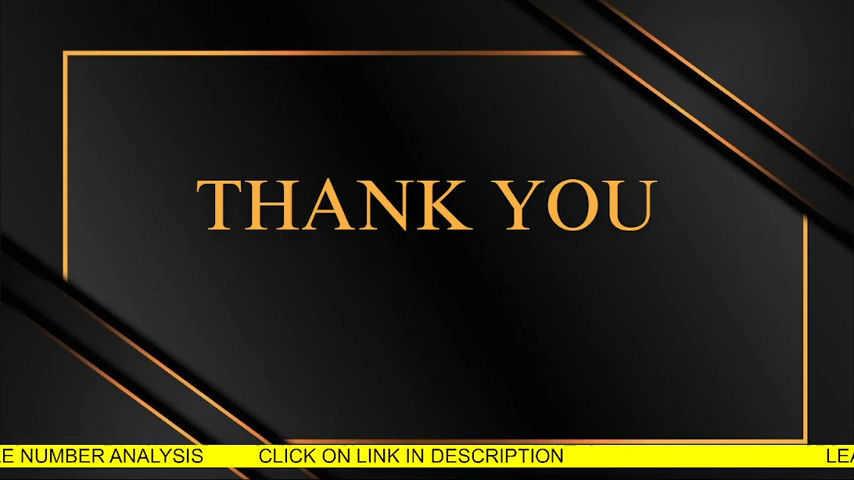 THANK YOU
NUMBER ANALYSIS CLICK ON LINK IN DESCRIPTION